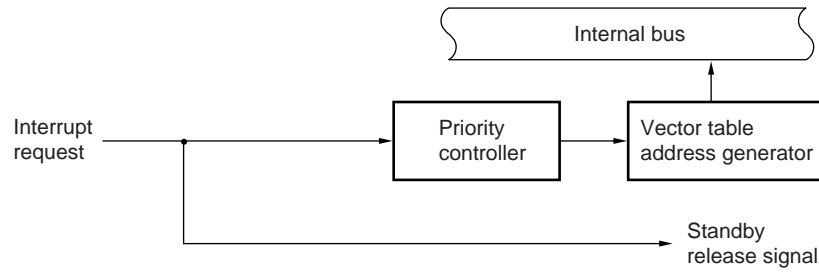 Internal bus
Interrupt
request
Priority
controller
Vector table
address generator
Standby
release signal